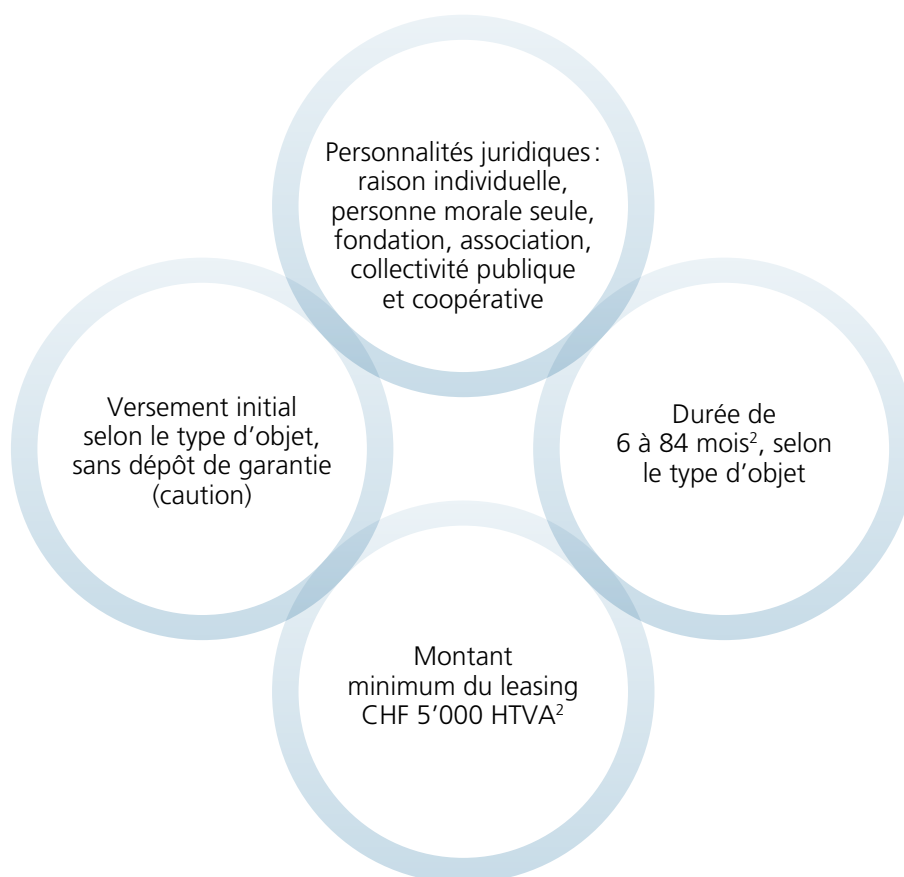 Personnalités juridiques :
raison individuelle,
personne morale seule,
fondation, association,
collectivité publique
et coopérative
Versement initial
selon le type d’objet,
sans dépôt de garantie
(caution)
Durée de
6 à 84 mois², selon
le type d’objet
Montant
minimum du leasing
CHF 5’000 HTVA²